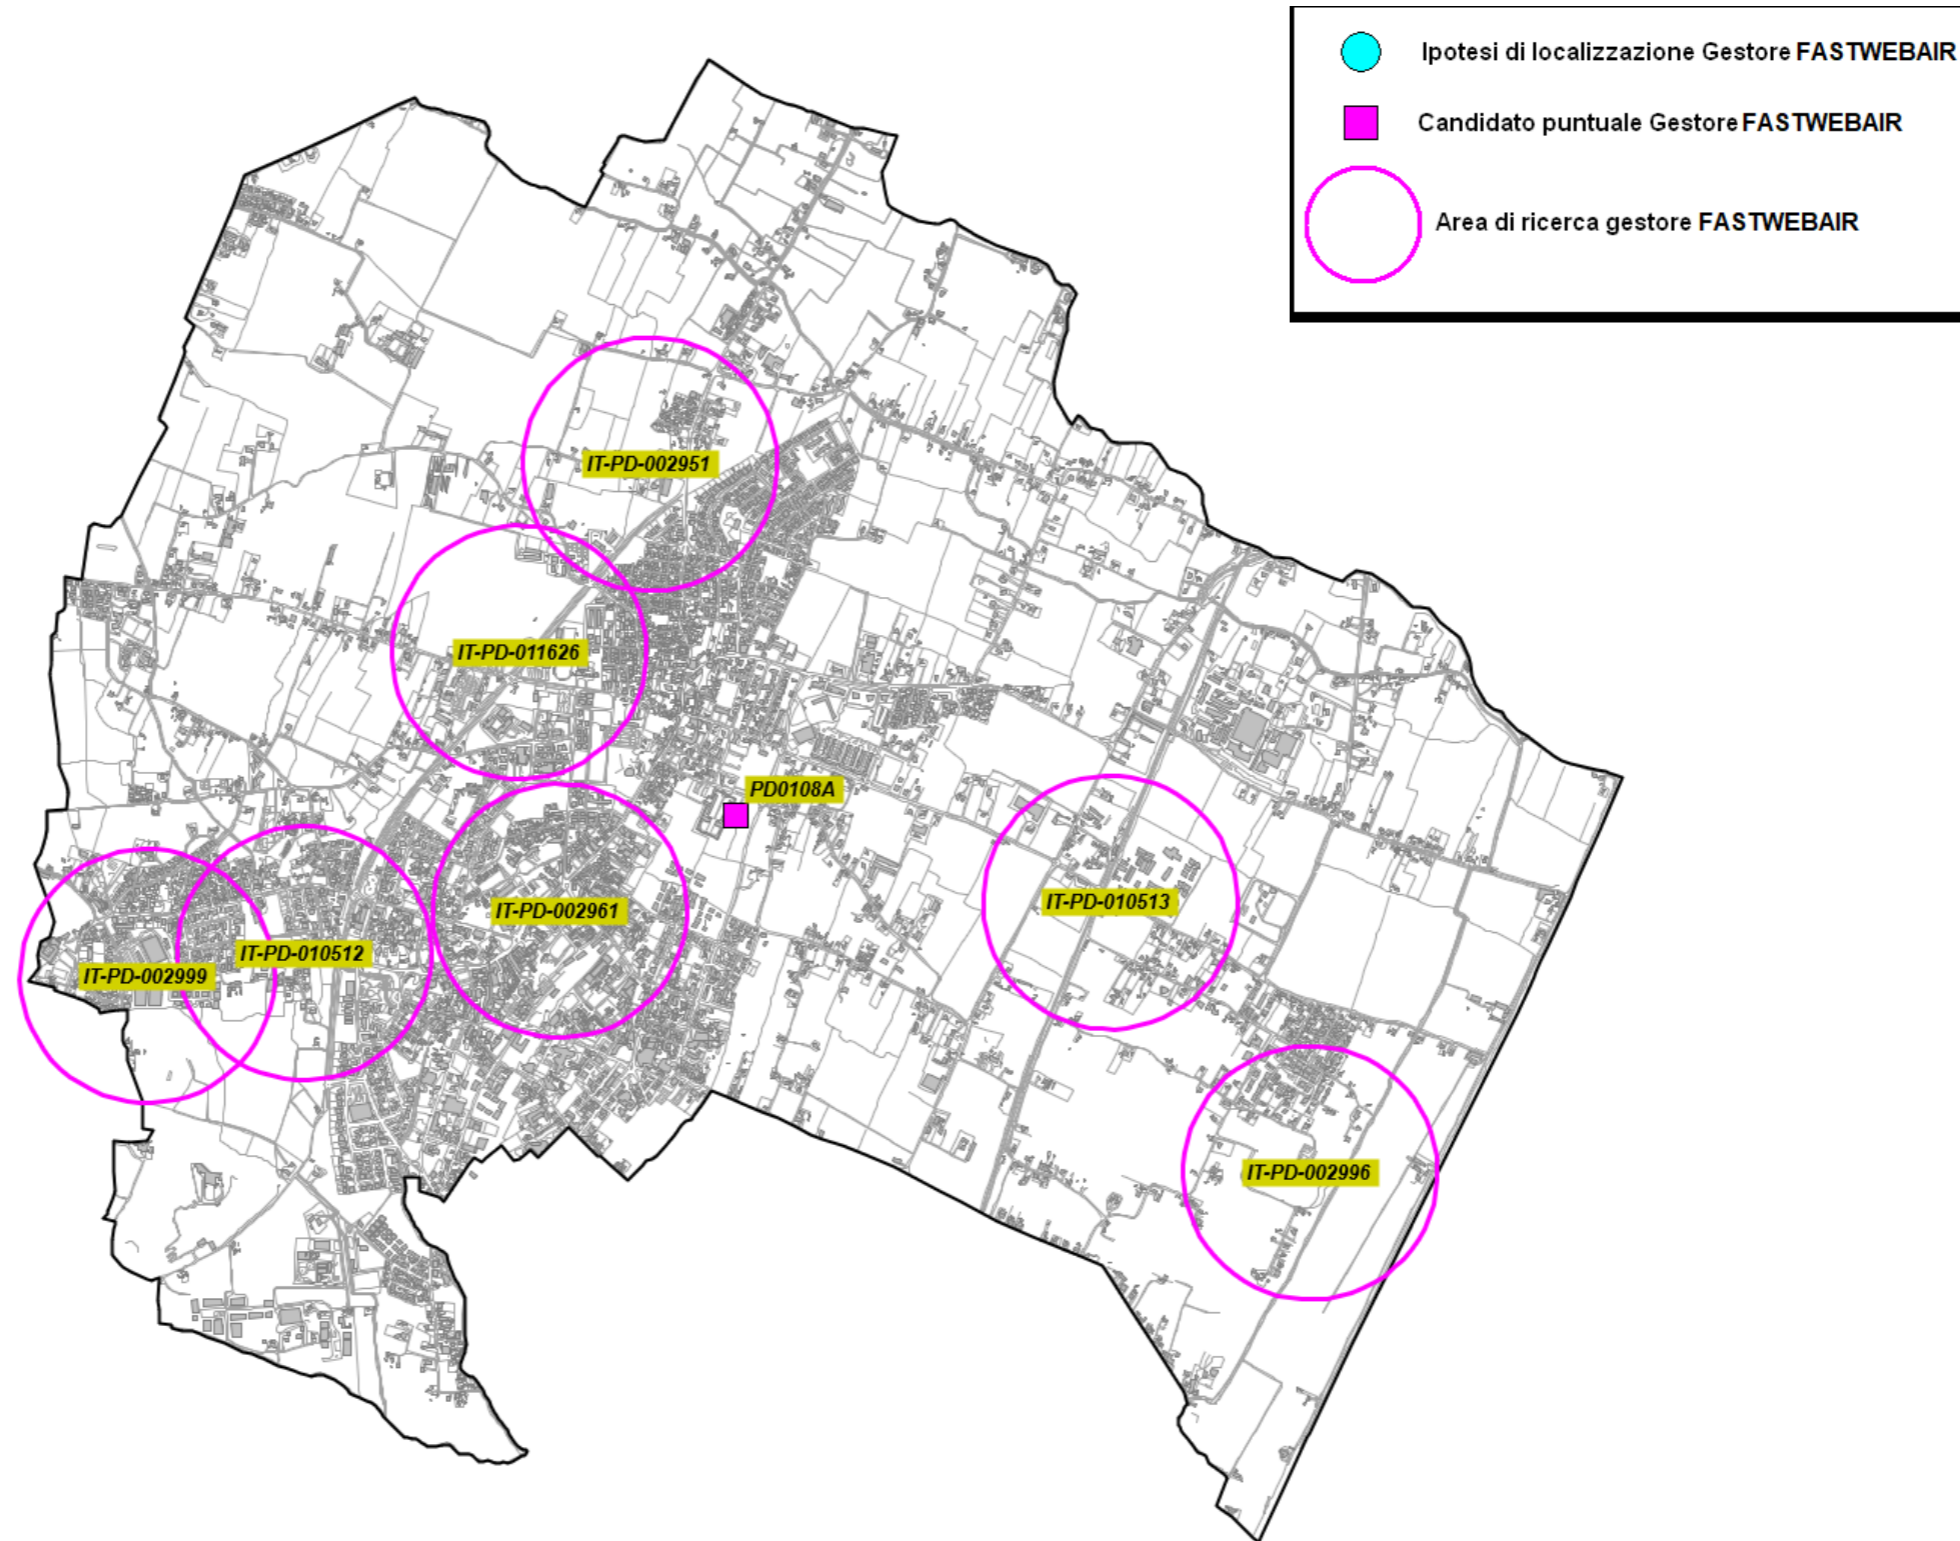 Ipotesi di localizzazione Gestore FASTWEBAIR
Candidato puntuale Gestore FASTWEBAIR
Area di ricerca gestore FASTWEBAIR
IT-PD-002951
IT-PD-011626
PD0108A
IT-PD-002961
IT-PD-010513
IT-PD-010512
IT-PD-002999
IT-PD-002996